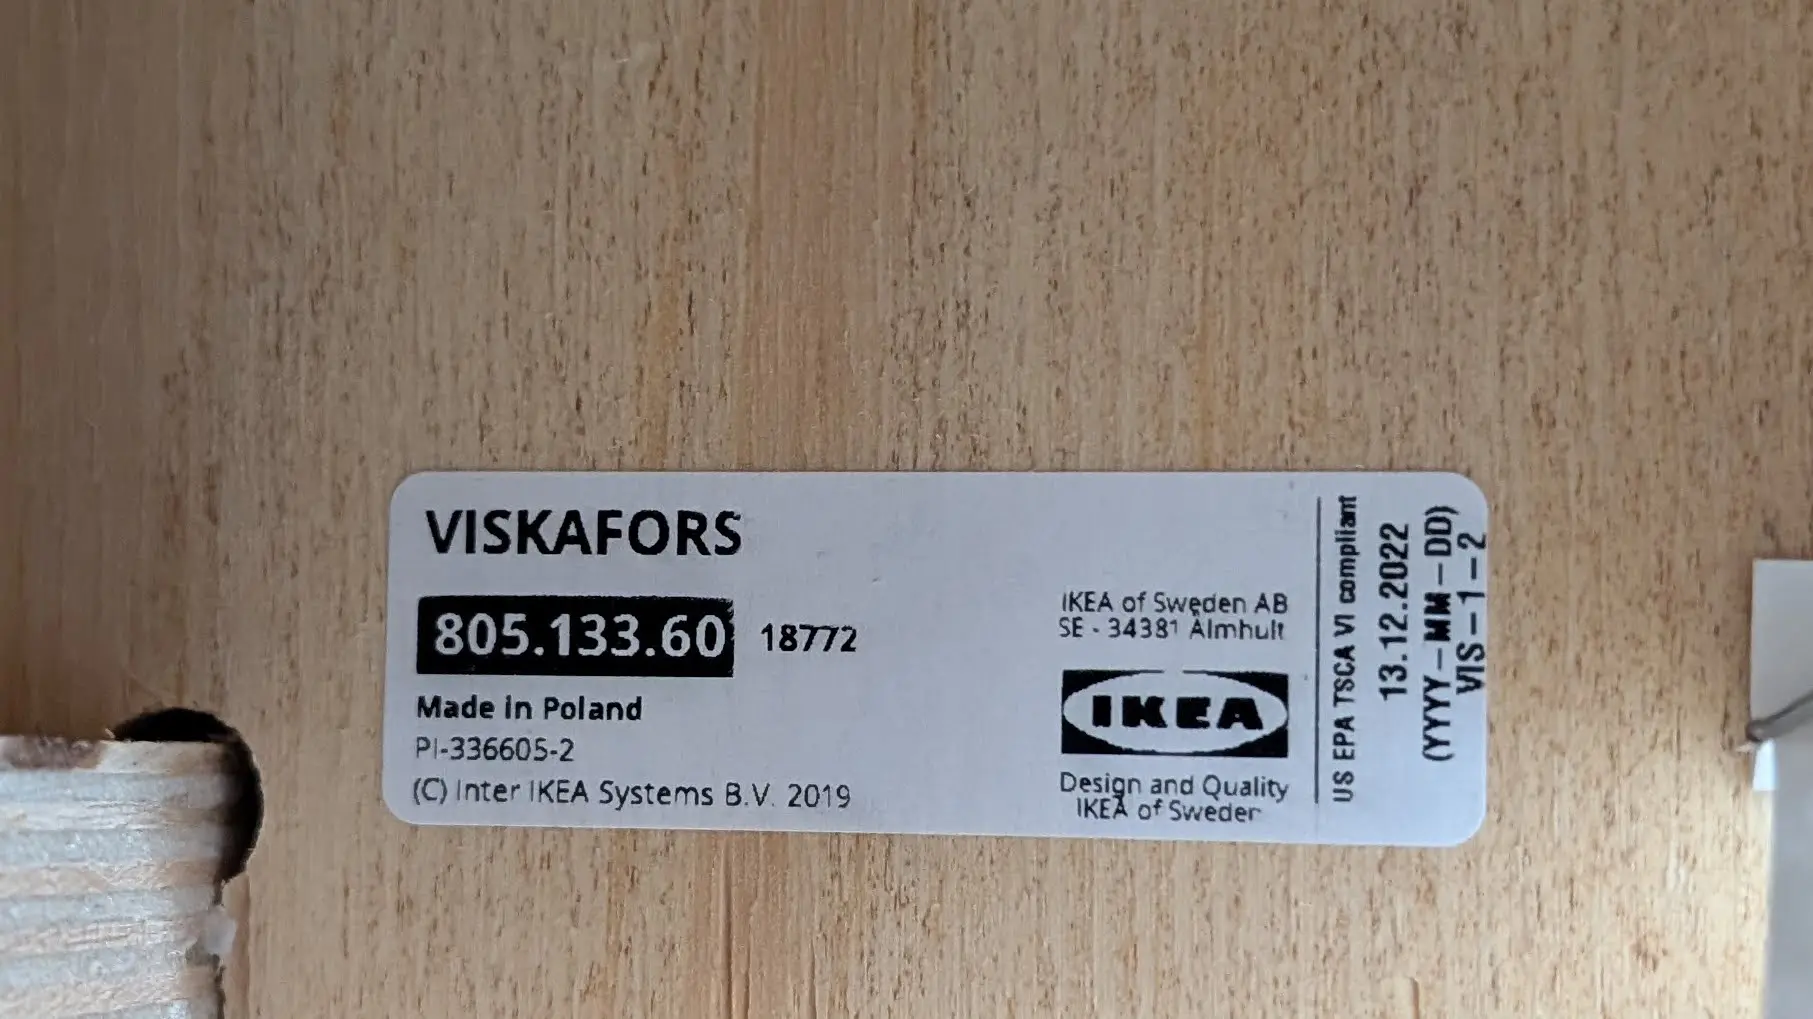 VISKAFORS
805.133.60 18772
Made in Poland
PI-336605-2
(C) Inter IKEA Systems B.V. 2019
IKEA of Sweden AB
SE - 34381 Älmhult
IKEA
Design and Quality
IKEA of Sweden
US EPA TSCA VI compliant
13.12.2022
(YYYY-MM-DD)
VIS-1-2